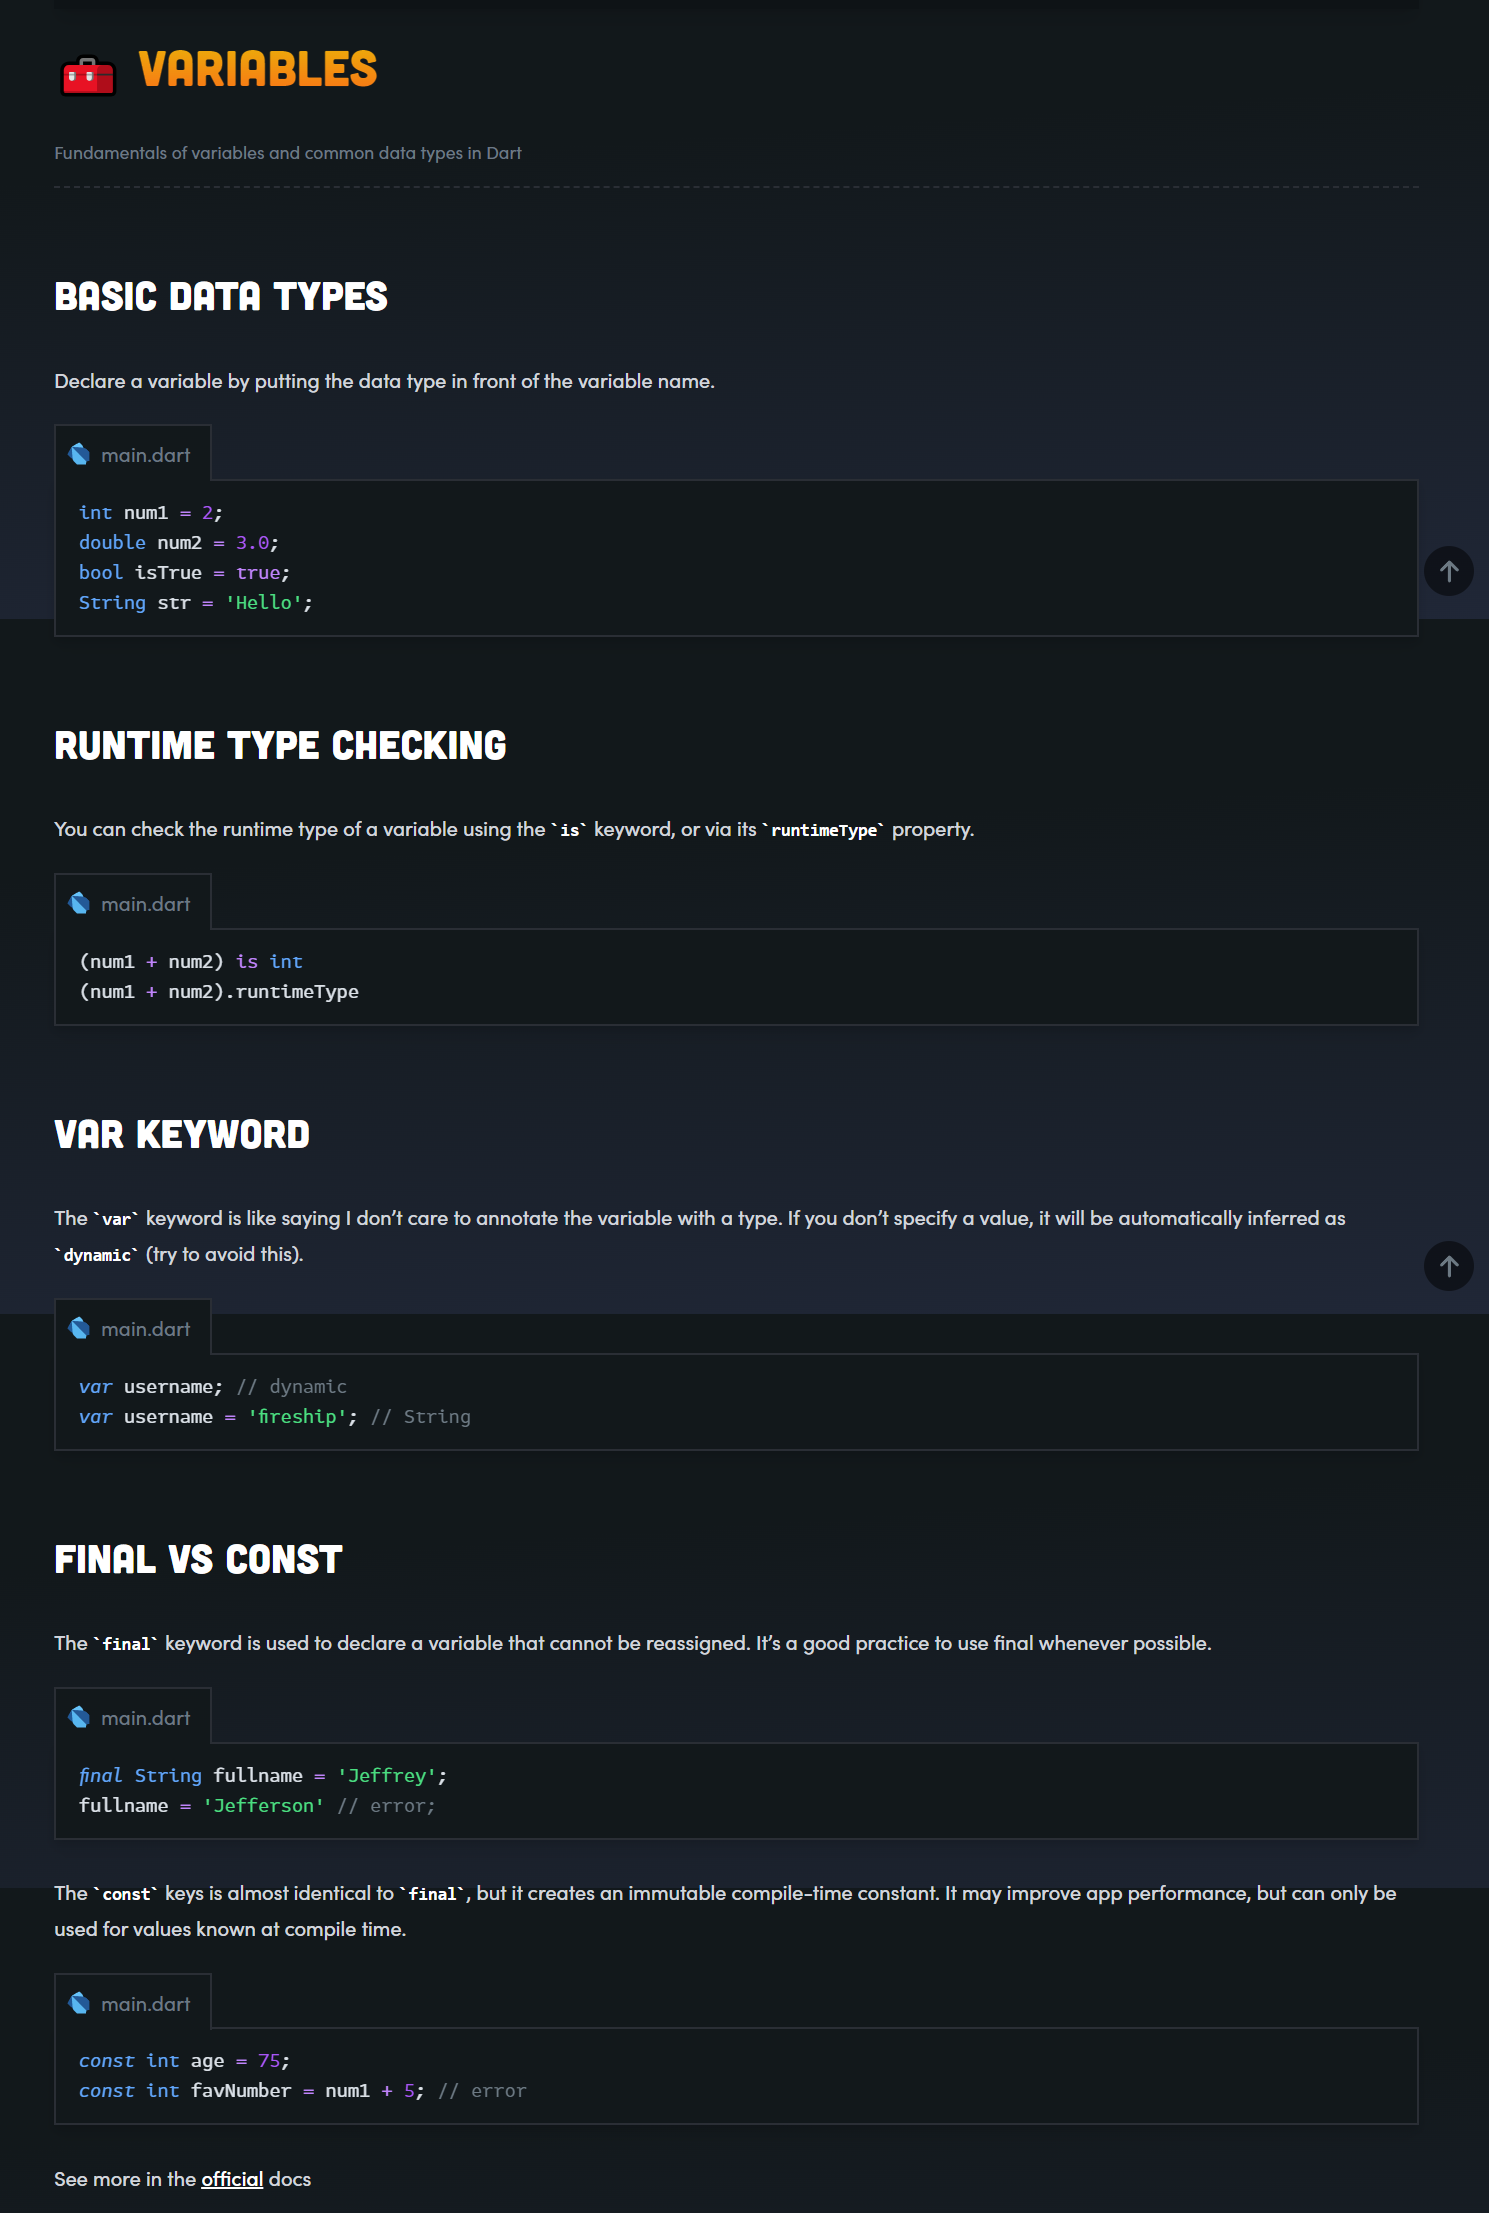 VARIABLES
Fundamentals of variables and common data types in Dart
BASIC DATA TYPES
Declare a variable by putting the data type in front of the variable name.
main.dart
int num1 = 2;
double num2 = 3.0;
bool isTrue = true;
String str = 'Hello';
RUNTIME TYPE CHECKING
You can check the runtime type of a variable using the `is` keyword, or via its `runtimeType` property.
main.dart
(num1 + num2) is int
(num1 + num2).runtimeType
VAR KEYWORD
The `var` keyword is like saying I don’t care to annotate the variable with a type. If you don’t specify a value, it will be automatically inferred as
`dynamic` (try to avoid this).
main.dart
var username; // dynamic
var username = 'fireship'; // String
FINAL VS CONST
The `final` keyword is used to declare a variable that cannot be reassigned. It’s a good practice to use final whenever possible.
main.dart
final String fullname = 'Jeffrey';
fullname = 'Jefferson' // error;
The `const` keys is almost identical to `final`, but it creates an immutable compile-time constant. It may improve app performance, but can only be
used for values known at compile time.
main.dart
const int age = 75;
const int favNumber = num1 + 5; // error
See more in the official docs